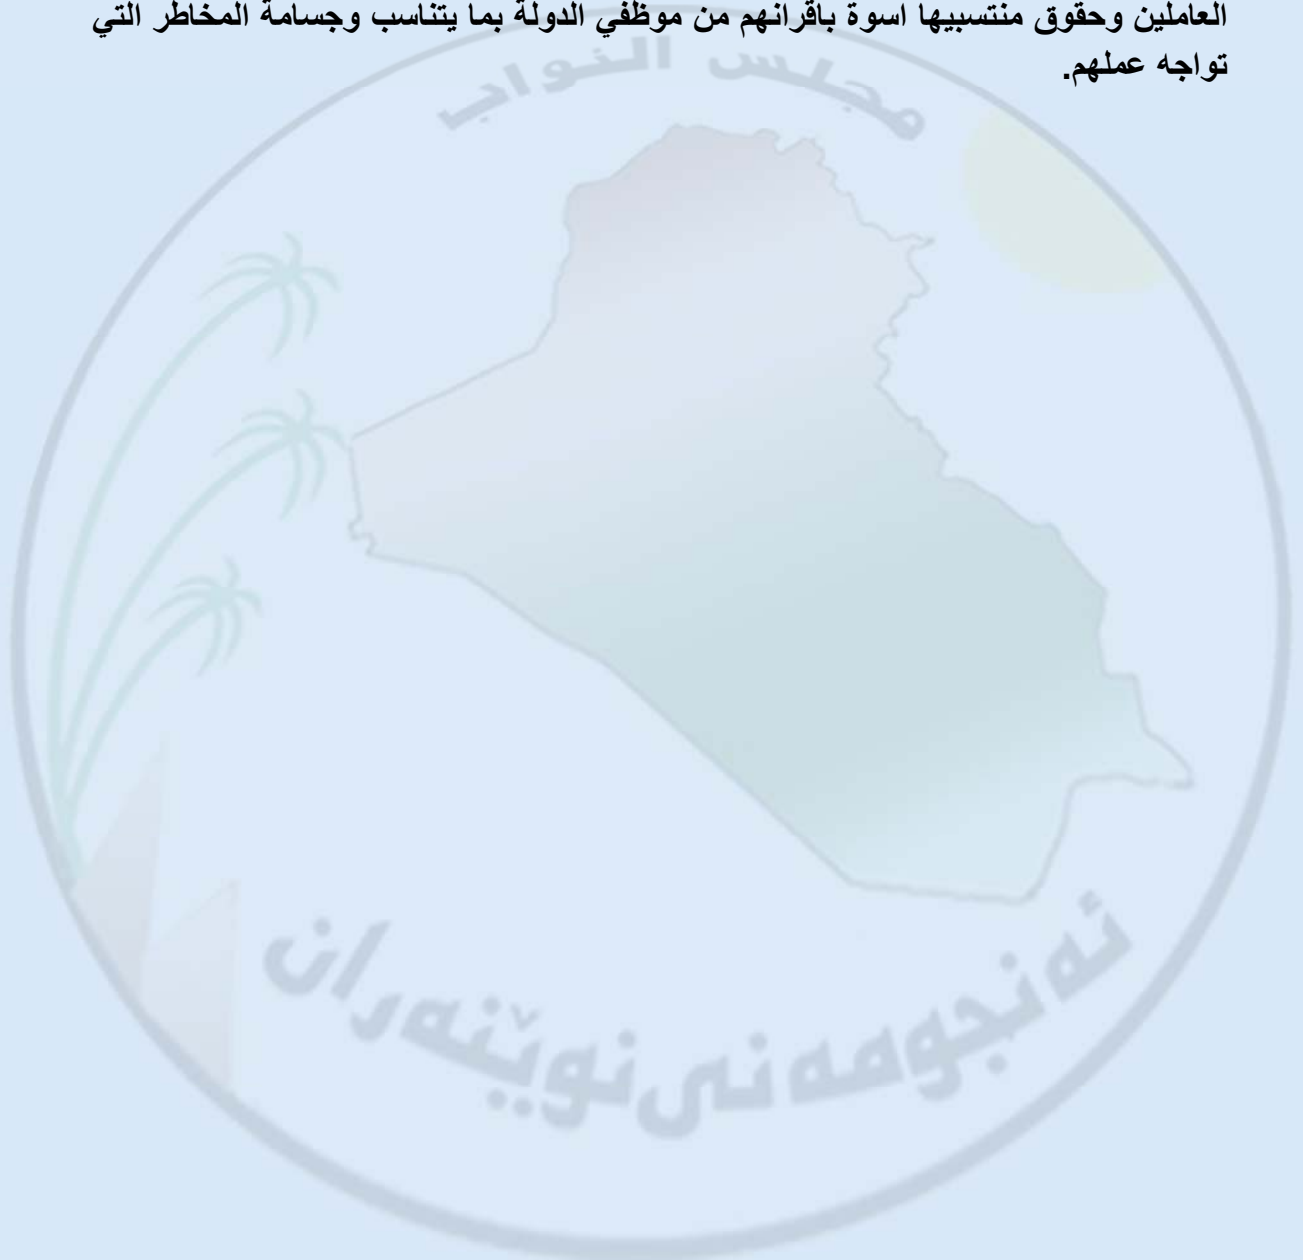 العاملين وحقوق منتسبيها اسوة باقرانهم من موظفي الدولة بما يتناسب وجسامة المخاطر التي
تواجه عملهم.
مجلس النواب
ئەنجومەنی نوێنەران